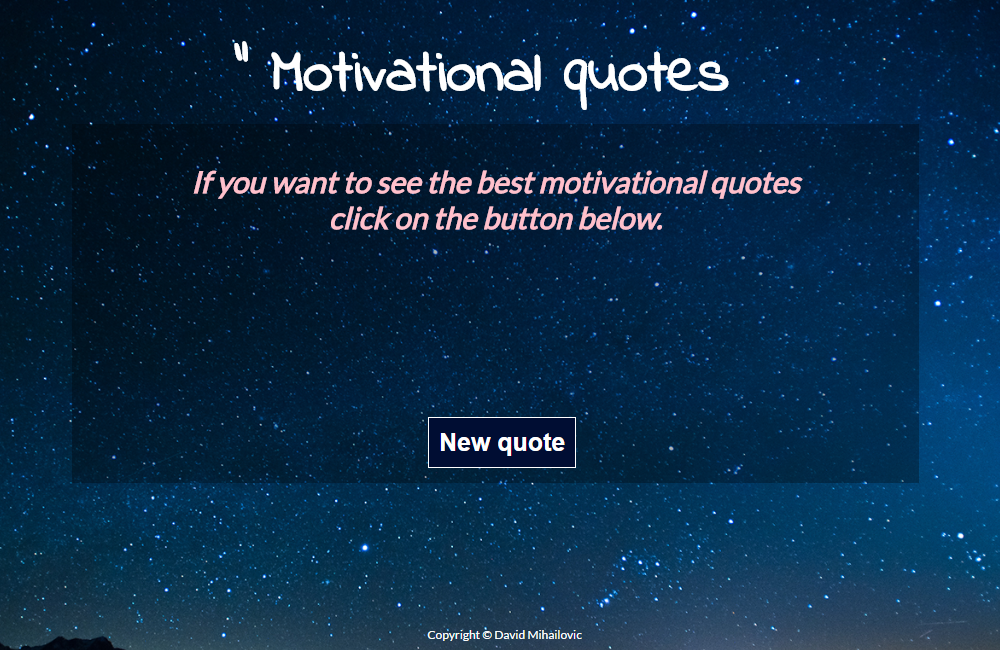 " Motivational quotes
If you want to see the best motivational quotes
click on the button below.
New quote
Copyright © David Mihailovic